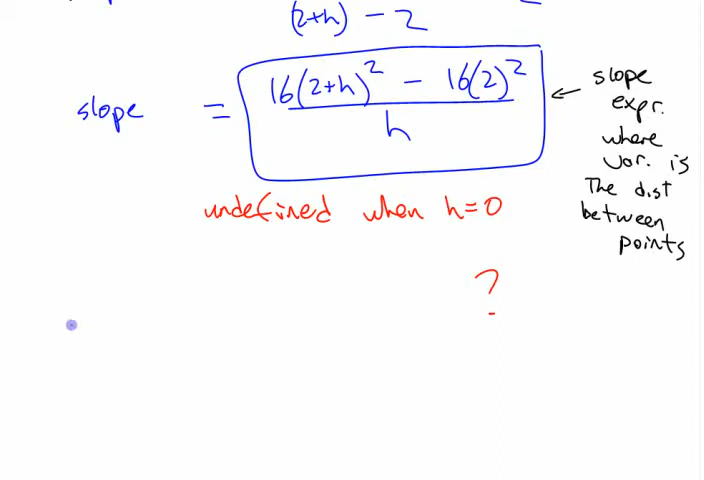 (2+h) - 2
slope = 16(2+h)² - 16(2)² / h
← slope
expr.
where
var. is
The dist
between
points
undefined when h=0
?